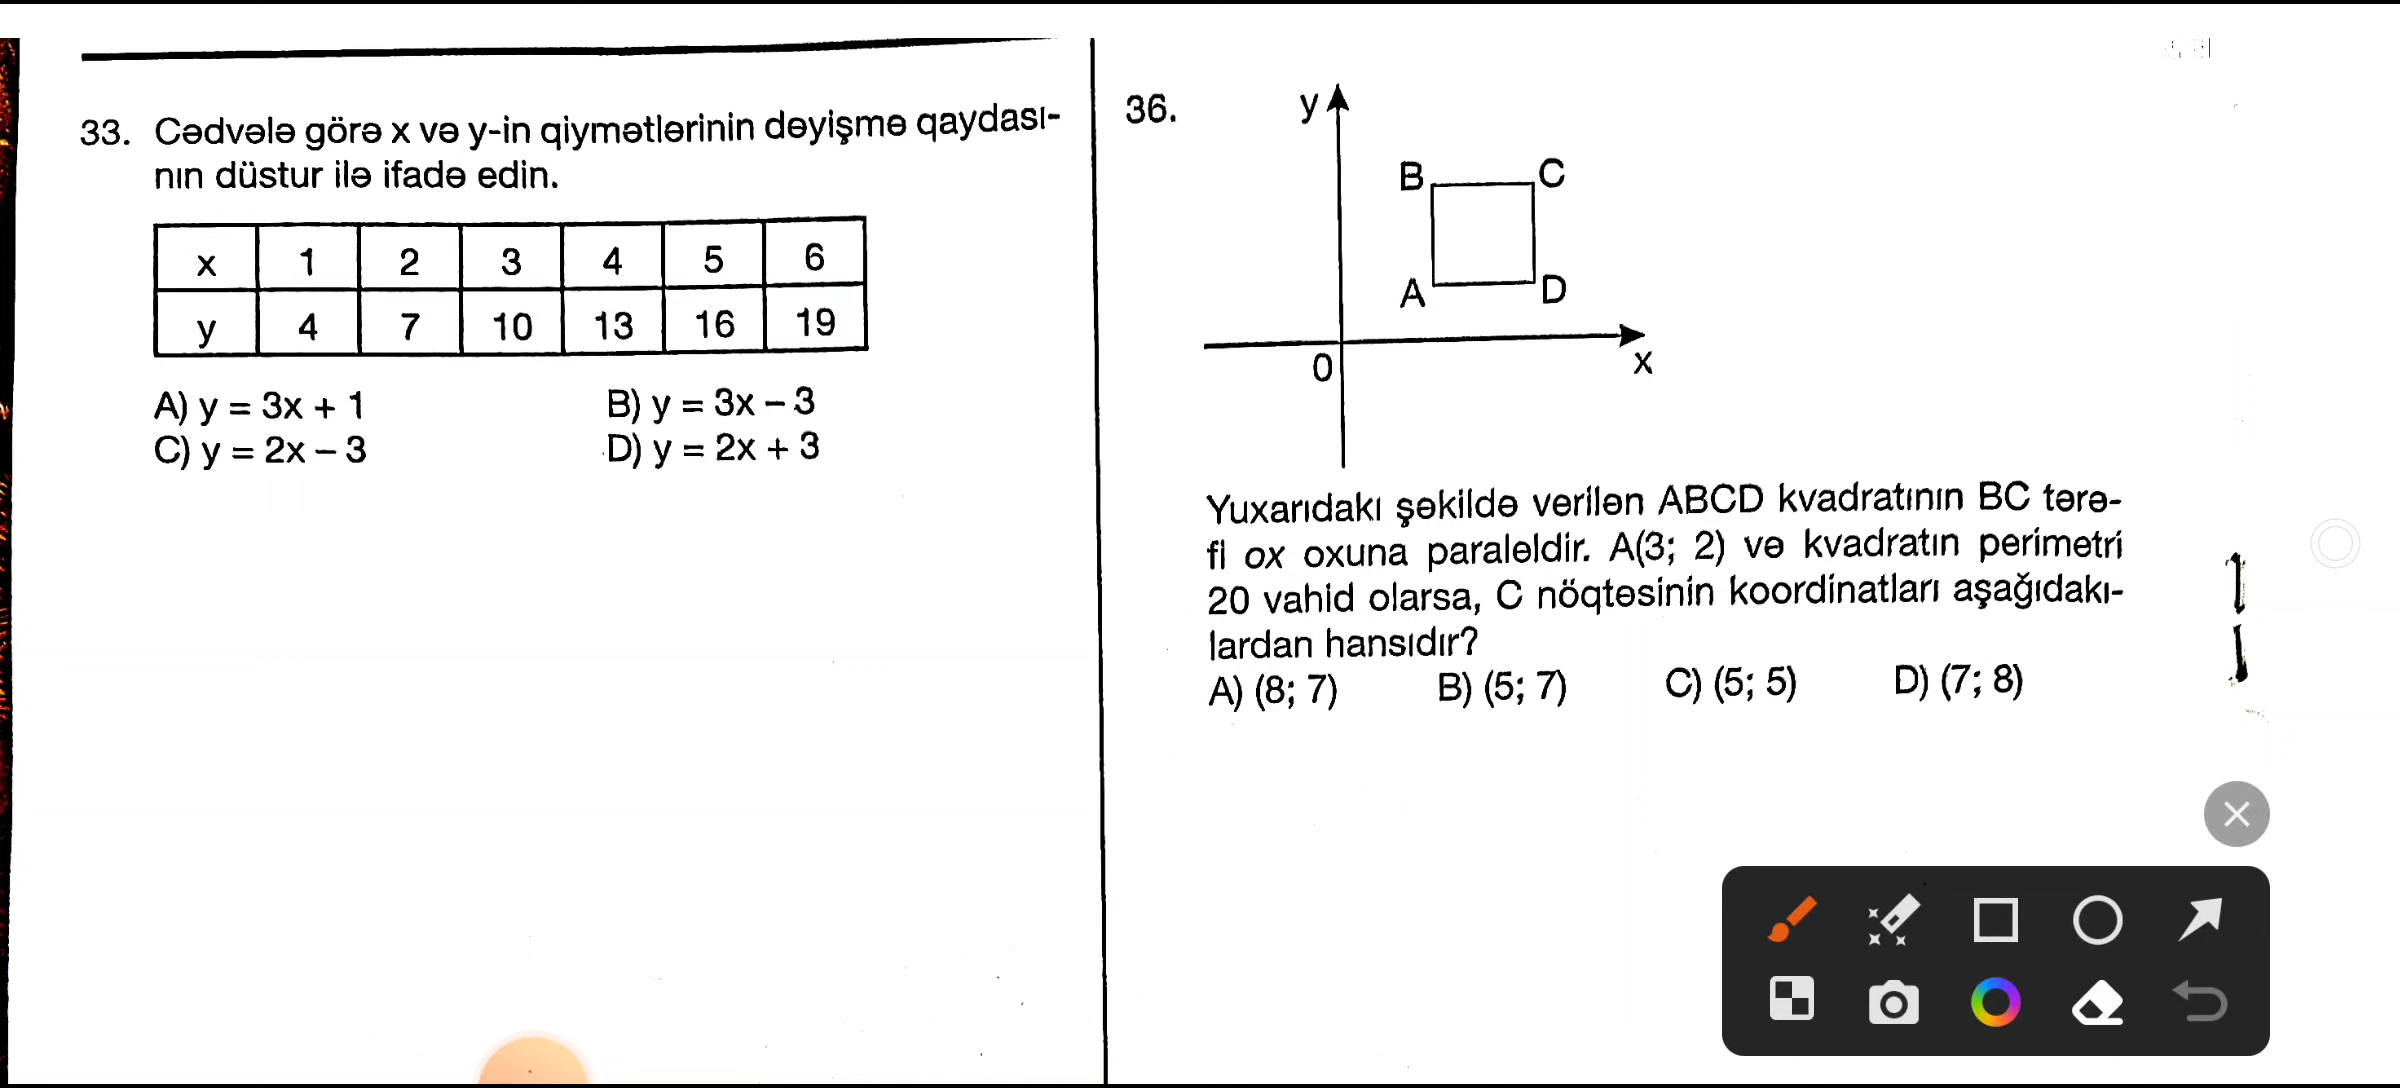 33. Cədvələ görə x və y-in qiymətlərinin dəyişmə qaydası-
nın düstur ilə ifadə edin.
x 1 2 3 4 5 6
y 4 7 10 13 16 19
A) y = 3x + 1 B) y = 3x – 3
C) y = 2x – 3 D) y = 2x + 3
36.
y
B C
A D
0 x
Yuxarıdakı şəkildə verilən ABCD kvadratının BC tərə-
fi ox oxuna paraleldir. A(3; 2) və kvadratın perimetri
20 vahid olarsa, C nöqtəsinin koordinatları aşağıdakı-
lardan hansıdır?
A) (8; 7) B) (5; 7) C) (5; 5) D) (7; 8)